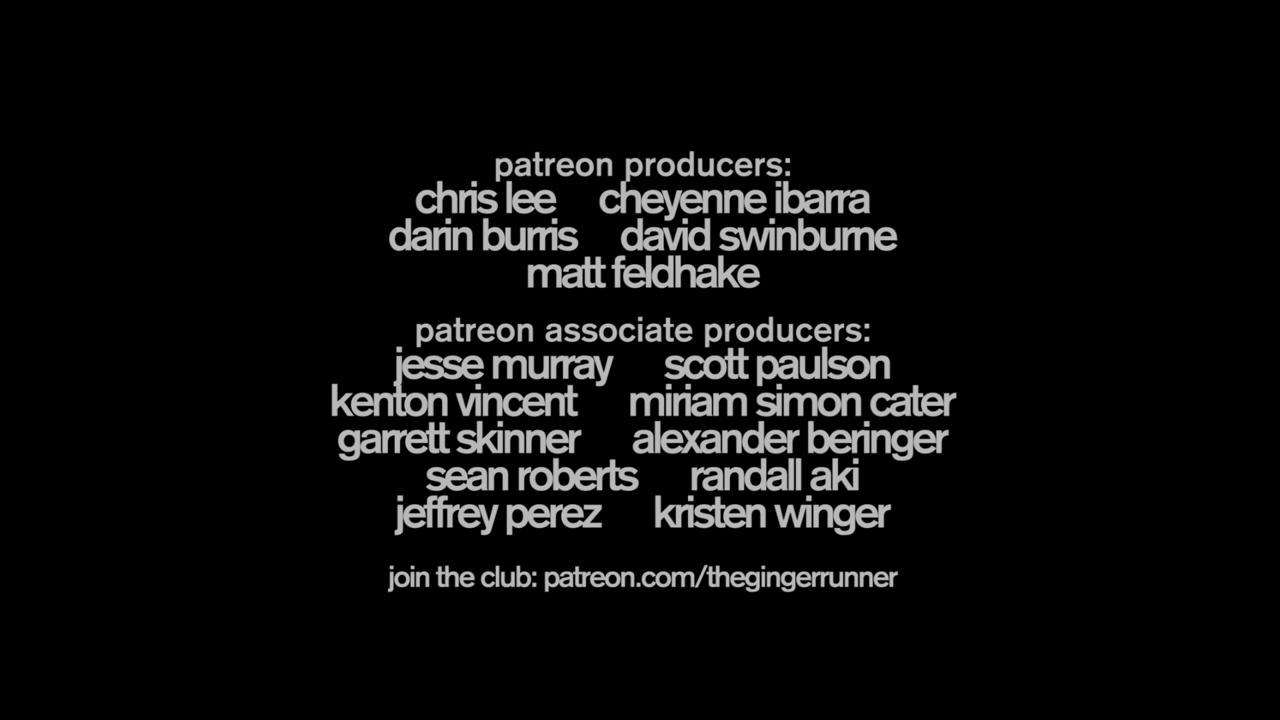 patreon producers:
chris lee cheyenne ibarra
darin burris david swinburne
matt feldhake
patreon associate producers:
jesse murray scott paulson
kenton vincent miriam simon cater
garrett skinner alexander beringer
sean roberts randall aki
jeffrey perez kristen winger
join the club: patreon.com/thegingerrunner